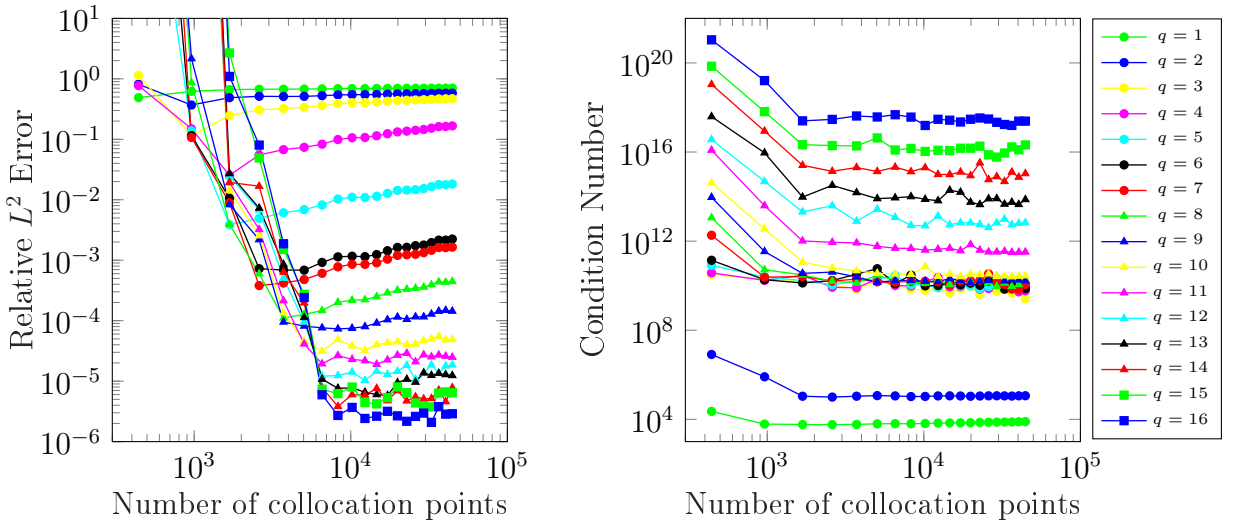 10^1
10^0
10^−1
10^−2
10^−3
10^−4
10^−5
10^−6
Relative L^2 Error
10^3
10^4
10^5
Number of collocation points
10^20
10^16
10^12
10^8
10^4
Condition Number
10^3
10^4
10^5
Number of collocation points
q = 1
q = 2
q = 3
q = 4
q = 5
q = 6
q = 7
q = 8
q = 9
q = 10
q = 11
q = 12
q = 13
q = 14
q = 15
q = 16